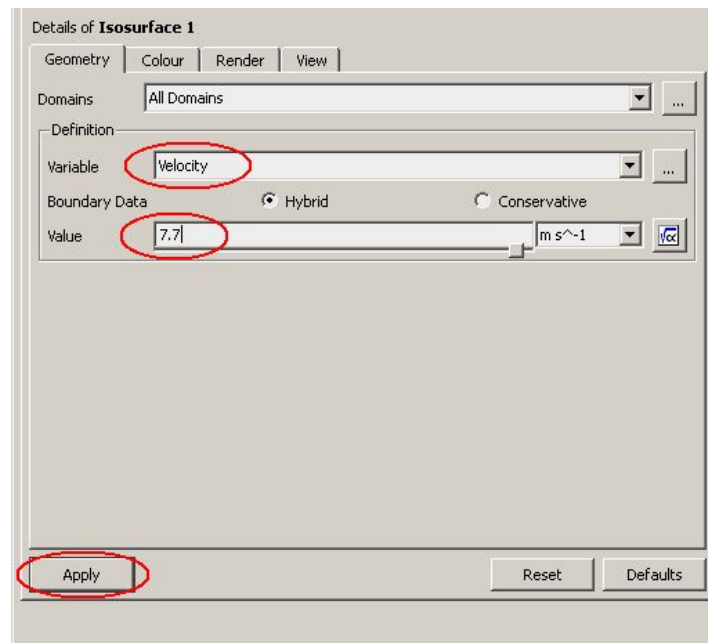 Details of Isosurface 1
Geometry Colour Render View
Domains All Domains ...
Definition
Variable Velocity ...
Boundary Data Hybrid Conservative
Value 7.7 m s^-1 √α
Apply Reset Defaults